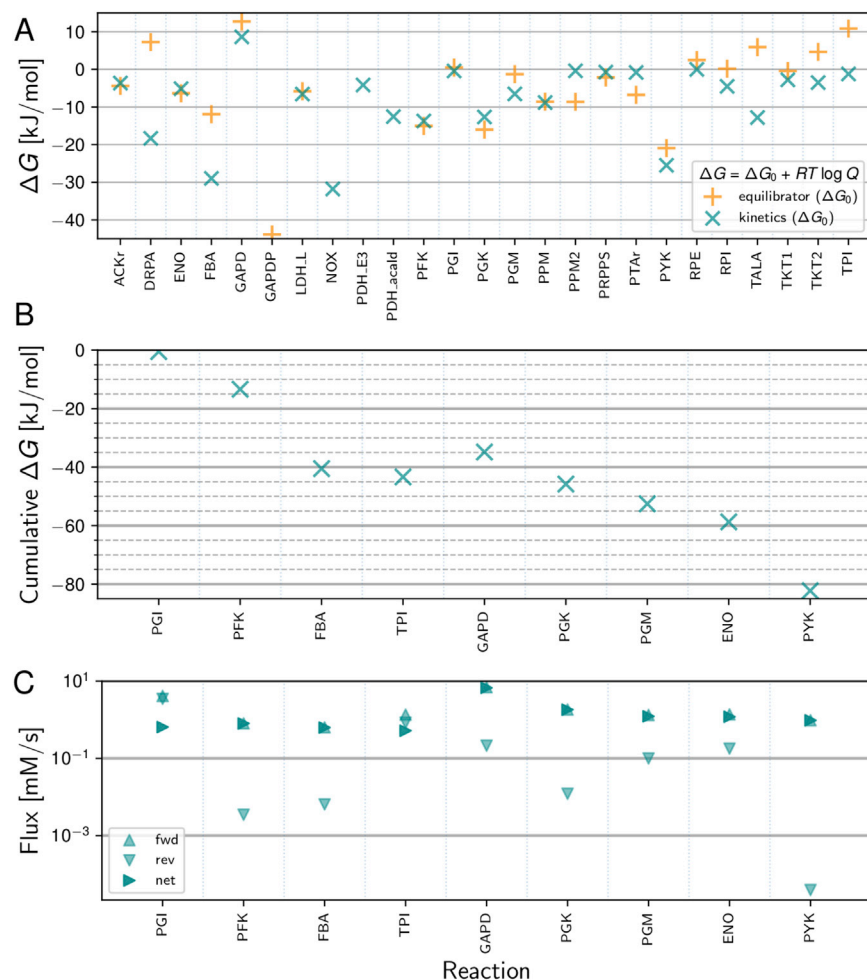 A
ΔG [kJ/mol]
10
0
−10
−20
−30
−40
ΔG = ΔG₀ + RT log Q
equilibrator (ΔG₀)
kinetics (ΔG₀)
ACKr
DRPA
ENO
FBA
GAPD
GAPDP
LDH_L
NOX
PDH_E3
PDH_acald
PFK
PGI
PGK
PGM
PPM
PPM2
PRPPS
PTAr
PYK
RPE
RPI
TALA
TKT1
TKT2
TPI
B
Cumulative ΔG [kJ/mol]
0
−20
−40
−60
−80
PGI
PFK
FBA
TPI
GAPD
PGK
PGM
ENO
PYK
C
Flux [mM/s]
10¹
10⁻¹
10⁻³
fwd
rev
net
PGI
PFK
FBA
TPI
GAPD
PGK
PGM
ENO
PYK
Reaction